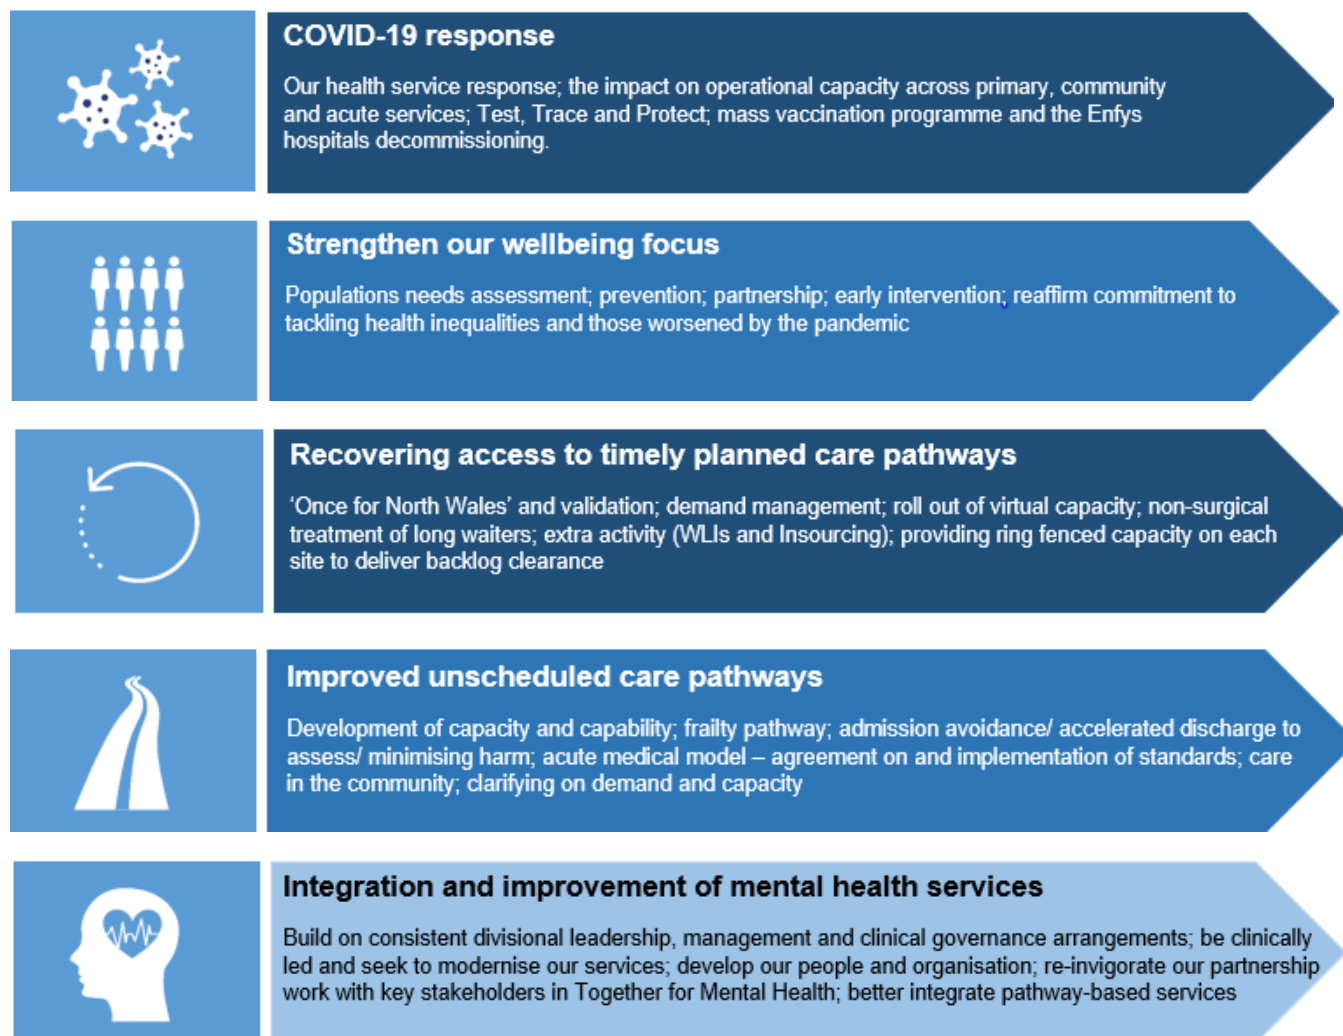 COVID-19 response
Our health service response; the impact on operational capacity across primary, community
and acute services; Test, Trace and Protect; mass vaccination programme and the Enfys
hospitals decommissioning.
Strengthen our wellbeing focus
Populations needs assessment; prevention; partnership; early intervention; reaffirm commitment to
tackling health inequalities and those worsened by the pandemic
Recovering access to timely planned care pathways
‘Once for North Wales’ and validation; demand management; roll out of virtual capacity; non-surgical
treatment of long waiters; extra activity (WLIs and Insourcing); providing ring fenced capacity on each
site to deliver backlog clearance
Improved unscheduled care pathways
Development of capacity and capability; frailty pathway; admission avoidance/ accelerated discharge to
assess/ minimising harm; acute medical model – agreement on and implementation of standards; care
in the community; clarifying on demand and capacity
Integration and improvement of mental health services
Build on consistent divisional leadership, management and clinical governance arrangements; be clinically
led and seek to modernise our services; develop our people and organisation; re-invigorate our partnership
work with key stakeholders in Together for Mental Health; better integrate pathway-based services